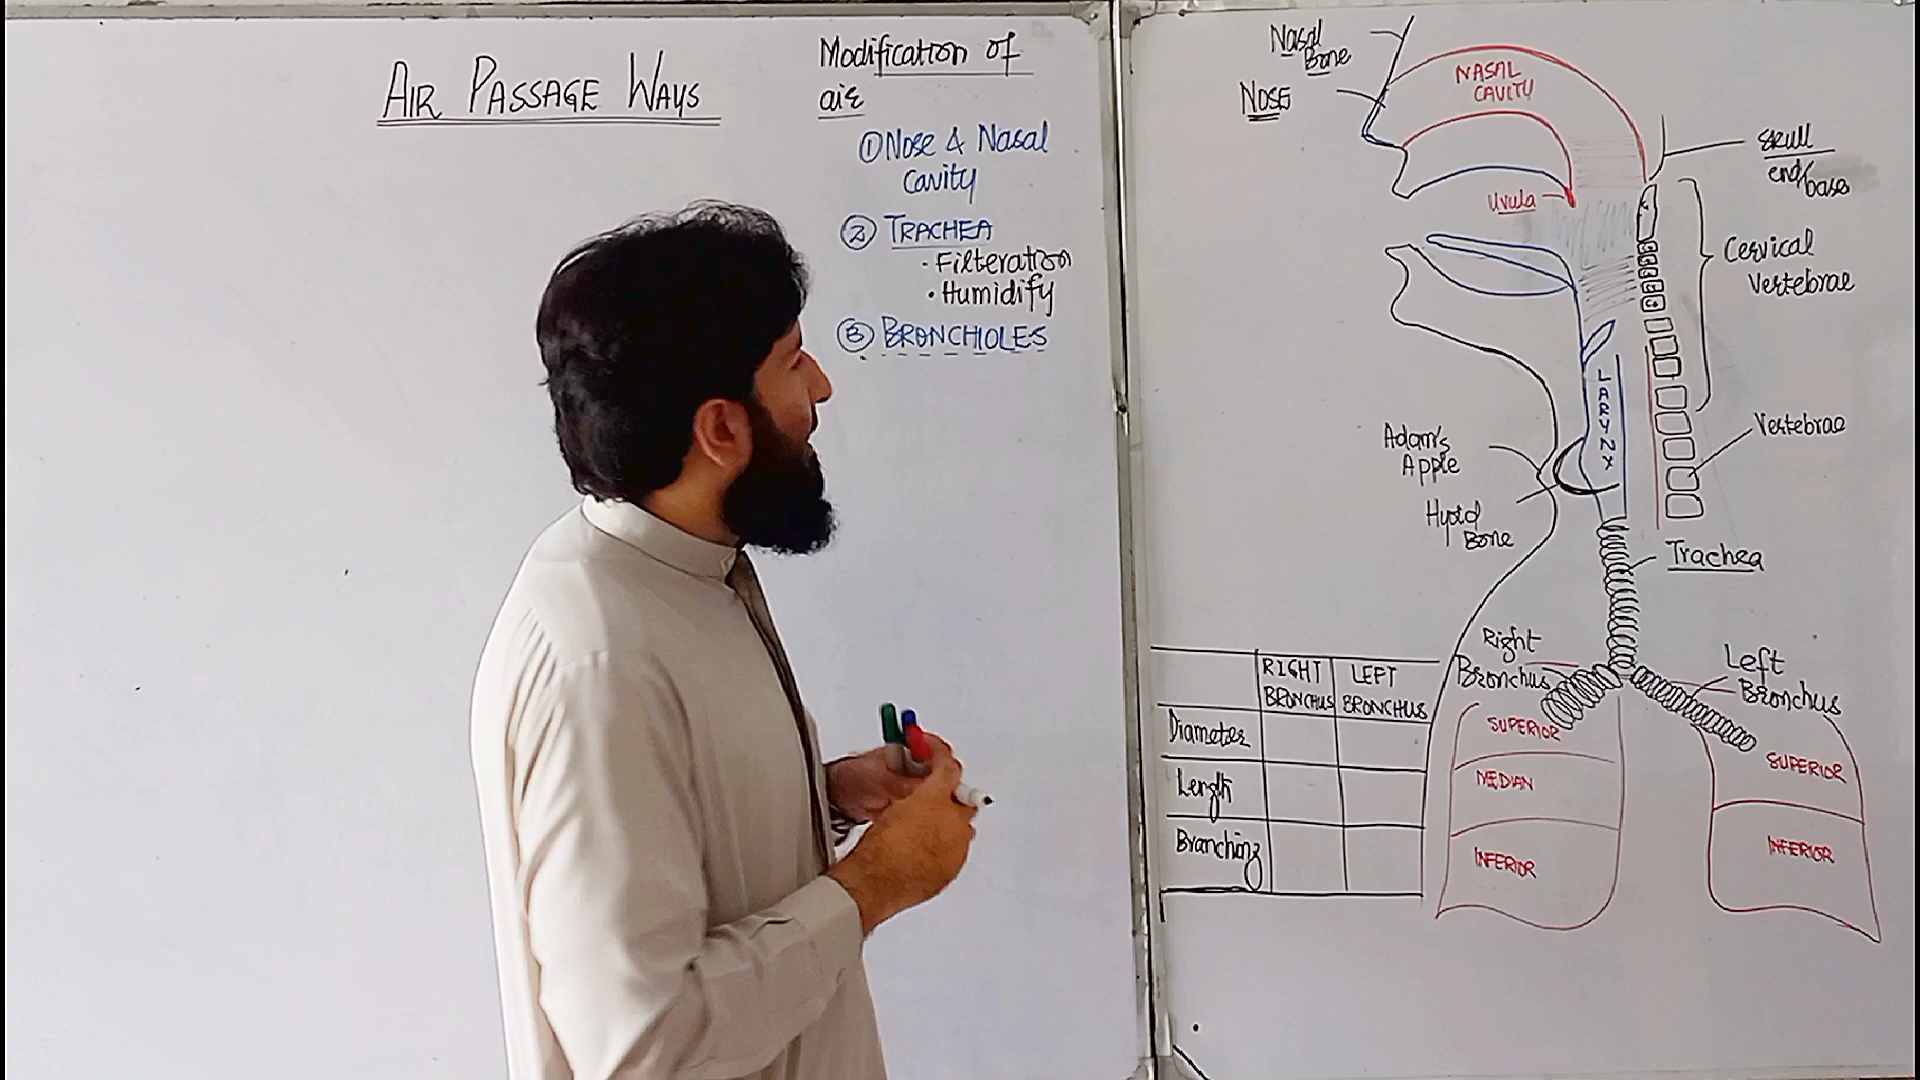 AIR PASSAGE WAYS
Modification of
air
① Nose & Nasal
Cavity
② TRACHEA
· Filteration
· Humidify
③ BRONCHIOLES
Nasal
Bone
NOSE
NASAL
CAVITY
Uvula
Skull
end/base
Cervical
Vertebrae
LARYNX
Vertebrae
Adam's
Apple
Hyoid
Bone
Trachea
Right
Bronchus
Left
Bronchus
RIGHT
BRONCHUS
LEFT
BRONCHUS
Diameter
Length
Branching
SUPERIOR
MEDIAN
INFERIOR
SUPERIOR
INFERIOR